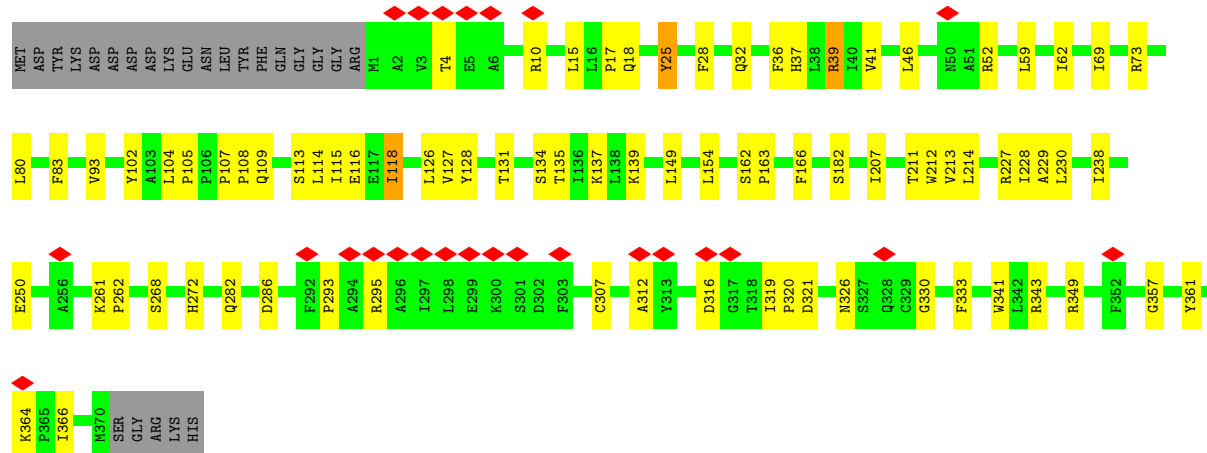 MET ASP TYR LYS ASP ASP ASP ASP LYS GLU ASN LEU TYR PHE GLN GLY GLY GLY ARG M1 A2 V3 T4 E5 A6 R10 L15 L16 P17 Q18 Y25 F28 Q32 F36 H37 L38 R39 I40 V41 L46 N50 A51 R52 L59 I62 I69 R73
L80 F83 V93 Y102 A103 L104 P105 P106 P107 P108 Q109 S113 L114 I115 E116 E117 I118 L126 V127 Y128 T131 S134 T135 I136 K137 L138 K139 L149 L154 S162 P163 F166 S182 I207 T211 W212 V213 L214 R227 I228 A229 L230 I238
E250 A256 K261 P262 S268 H272 Q282 D286 F292 P293 A294 R295 A296 I297 L298 E299 K300 S301 D302 F303 C307 A312 Y313 D316 G317 T318 I319 P320 D321 N326 S327 Q328 C329 G330 F333 W341 L342 R343 R349 F352 G357 Y361
K364 P365 I366 M370 SER GLY ARG LYS HIS